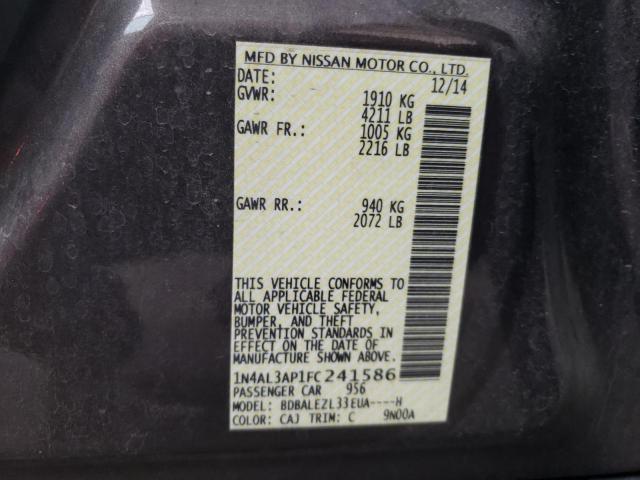 MFD BY NISSAN MOTOR CO., LTD.
DATE: 12/14
GVWR: 1910 KG
4211 LB
GAWR FR.: 1005 KG
2216 LB
GAWR RR.: 940 KG
2072 LB
THIS VEHICLE CONFORMS TO
ALL APPLICABLE FEDERAL
MOTOR VEHICLE SAFETY,
BUMPER, AND THEFT
PREVENTION STANDARDS IN
EFFECT ON THE DATE OF
MANUFACTURE SHOWN ABOVE.
1N4AL3AP1FC241586
PASSENGER CAR 956
MODEL: BDBALEZL33EUA----H
COLOR: CAJ TRIM: C 9N00A